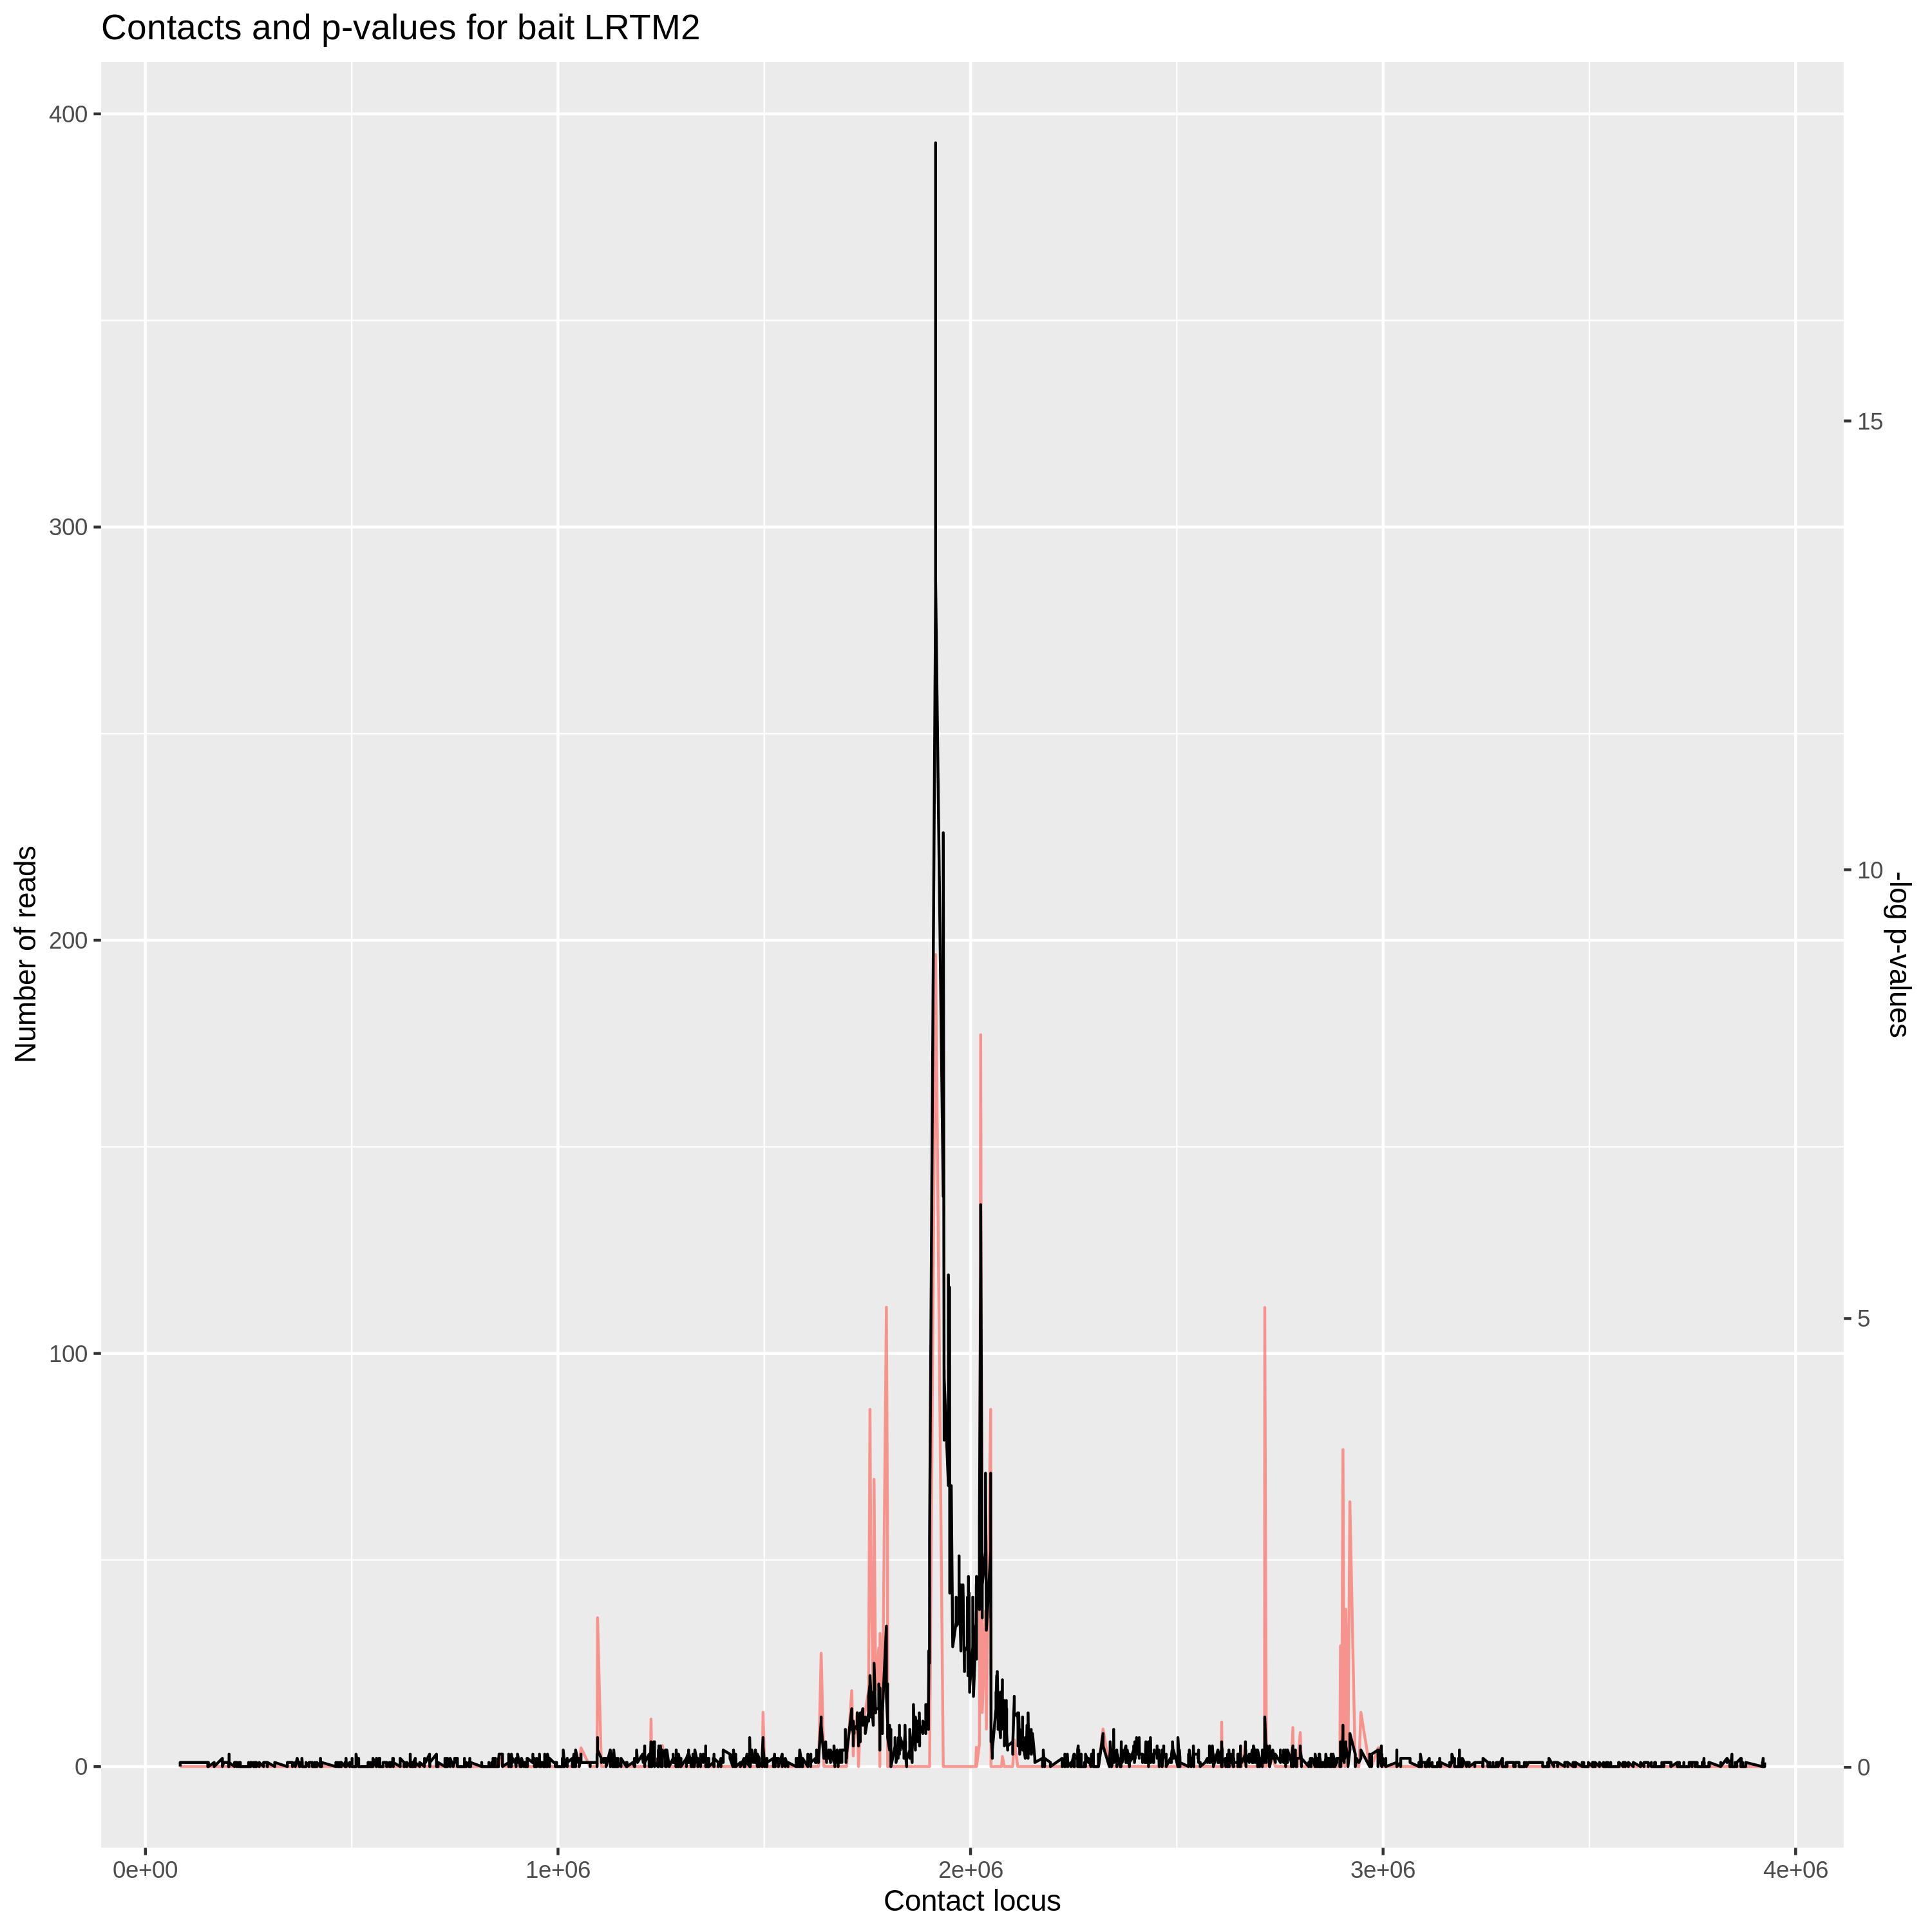 Contacts and p-values for bait LRTM2
400
300
200
100
0
Number of reads
15
10
5
0
-log p-values
0e+00
1e+06
2e+06
3e+06
4e+06
Contact locus